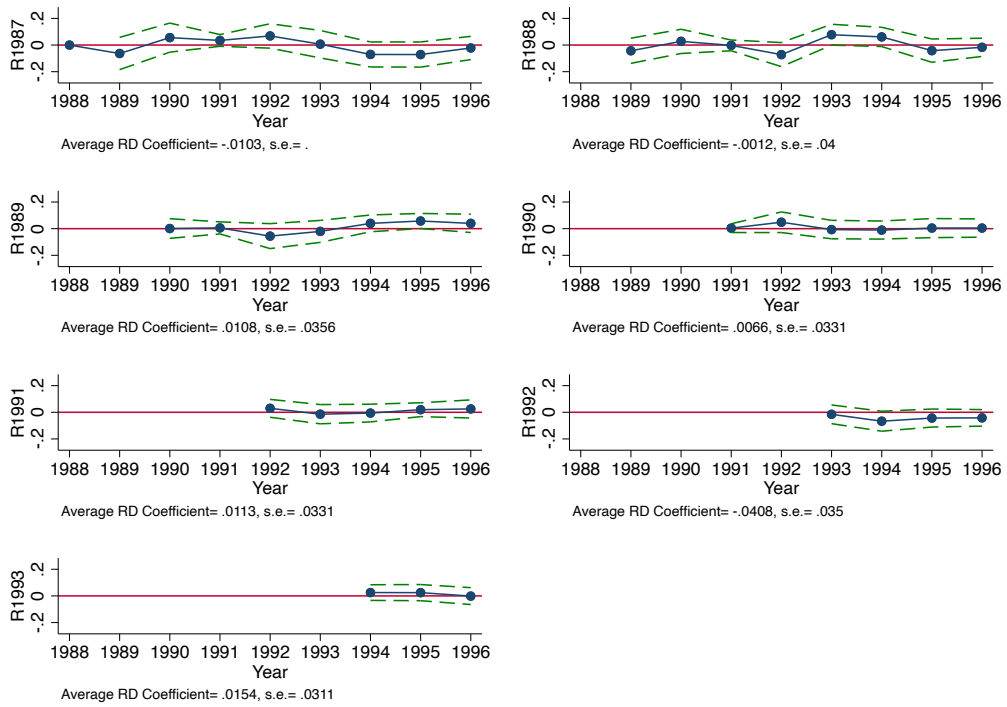 R1987
.2
0
-.2
1988 1989 1990 1991 1992 1993 1994 1995 1996
Year
Average RD Coefficient= -.0103, s.e.= .
R1988
.2
0
-.2
1988 1989 1990 1991 1992 1993 1994 1995 1996
Year
Average RD Coefficient= -.0012, s.e.= .04
R1989
.2
0
-.2
1988 1989 1990 1991 1992 1993 1994 1995 1996
Year
Average RD Coefficient= .0108, s.e.= .0356
R1990
.2
0
-.2
1988 1989 1990 1991 1992 1993 1994 1995 1996
Year
Average RD Coefficient= .0066, s.e.= .0331
R1991
.2
0
-.2
1988 1989 1990 1991 1992 1993 1994 1995 1996
Year
Average RD Coefficient= .0113, s.e.= .0331
R1992
.2
0
-.2
1988 1989 1990 1991 1992 1993 1994 1995 1996
Year
Average RD Coefficient= -.0408, s.e.= .035
R1993
.2
0
-.2
1988 1989 1990 1991 1992 1993 1994 1995 1996
Year
Average RD Coefficient= .0154, s.e.= .0311